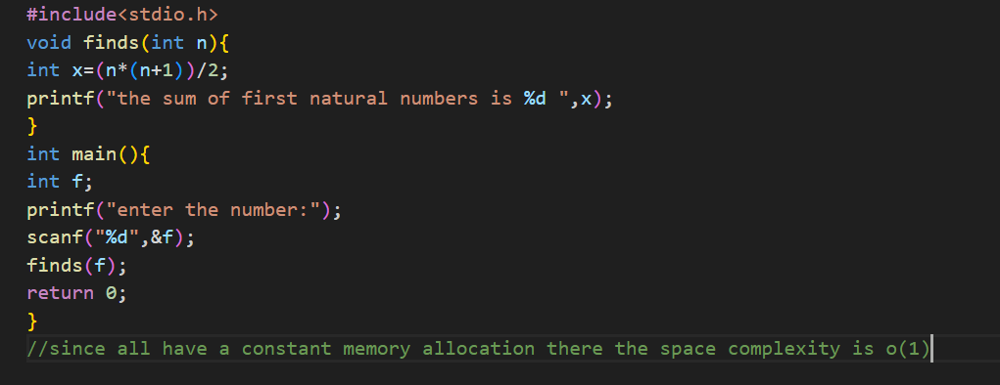 #include<stdio.h>
void finds(int n){
int x=(n*(n+1))/2;
printf("the sum of first natural numbers is %d ",x);
}
int main(){
int f;
printf("enter the number:");
scanf("%d",&f);
finds(f);
return 0;
}
//since all have a constant memory allocation there the space complexity is o(1)